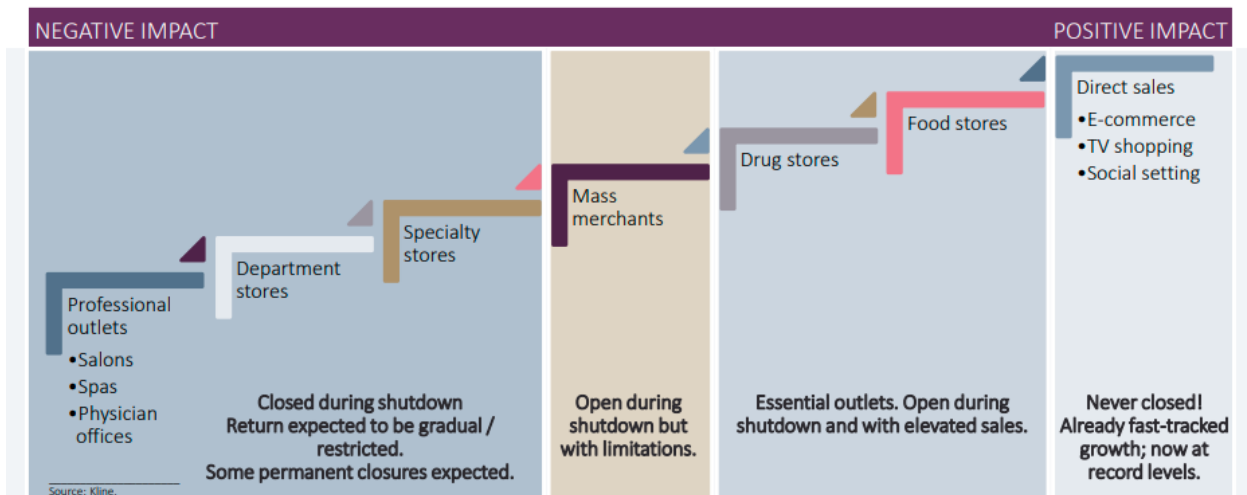 NEGATIVE IMPACT
POSITIVE IMPACT
Professional
outlets
•Salons
•Spas
•Physician
offices
Department
stores
Specialty
stores
Closed during shutdown
Return expected to be gradual /
restricted.
Some permanent closures expected.
Mass
merchants
Open during
shutdown but
with limitations.
Drug stores
Food stores
Essential outlets. Open during
shutdown and with elevated sales.
Direct sales
•E-commerce
•TV shopping
•Social setting
Never closed!
Already fast-tracked
growth; now at
record levels.
Source: Kline.